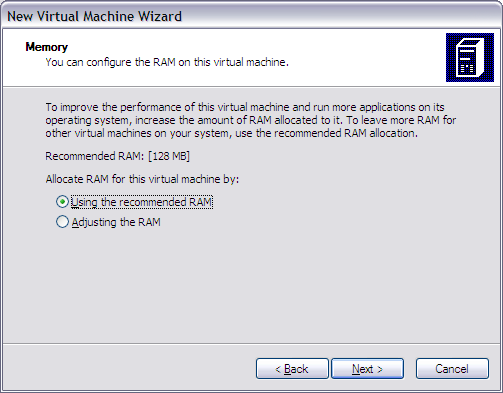 New Virtual Machine Wizard
Memory
You can configure the RAM on this virtual machine.
To improve the performance of this virtual machine and run more applications on its
operating system, increase the amount of RAM allocated to it. To leave more RAM for
other virtual machines on your system, use the recommended RAM allocation.
Recommended RAM: [128 MB]
Allocate RAM for this virtual machine by:
Using the recommended RAM
Adjusting the RAM
< Back
Next >
Cancel